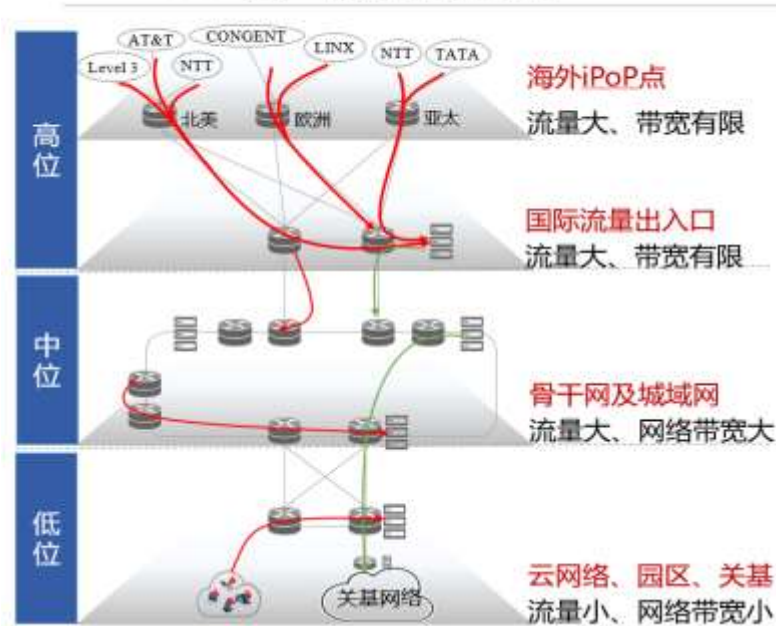 AT&T
CONGENT
LINX
NTT
TATA
Level 3
NTT
北美
欧洲
亚太
海外iPoP点
流量大、带宽有限
高位
国际流量出入口
流量大、带宽有限
中位
骨干网及城域网
流量大、网络带宽大
低位
关基网络
云网络、园区、关基
流量小、网络带宽小